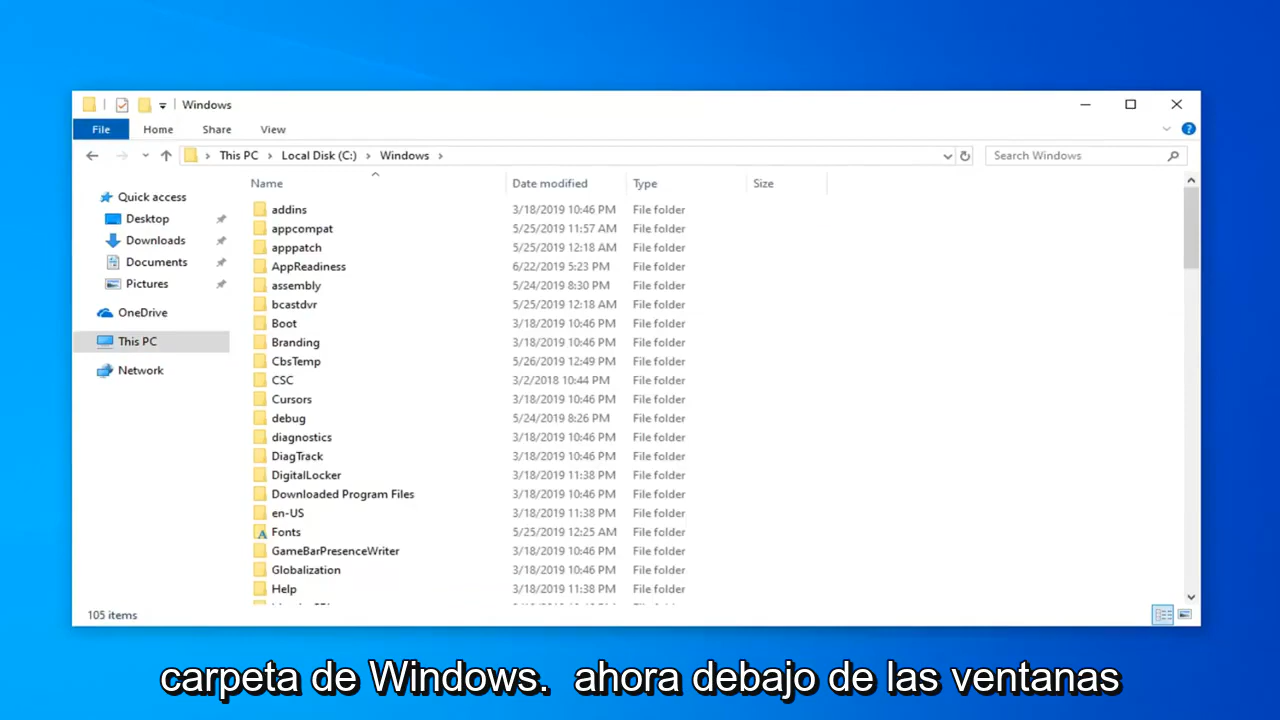 Windows
File Home Share View
This PC Local Disk (C:) Windows
Search Windows
Name Date modified Type Size
Quick access
Desktop
Downloads
Documents
Pictures
OneDrive
This PC
Network
addins 3/18/2019 10:46 PM File folder
appcompat 5/25/2019 11:57 AM File folder
apppatch 5/25/2019 12:18 AM File folder
AppReadiness 6/22/2019 5:23 PM File folder
assembly 5/24/2019 8:30 PM File folder
bcastdvr 5/25/2019 12:18 AM File folder
Boot 3/18/2019 10:46 PM File folder
Branding 3/18/2019 10:46 PM File folder
CbsTemp 5/26/2019 12:49 PM File folder
CSC 3/2/2018 10:44 PM File folder
Cursors 3/18/2019 10:46 PM File folder
debug 5/24/2019 8:26 PM File folder
diagnostics 3/18/2019 10:46 PM File folder
DiagTrack 3/18/2019 10:46 PM File folder
DigitalLocker 3/18/2019 11:38 PM File folder
Downloaded Program Files 3/18/2019 10:46 PM File folder
en-US 3/18/2019 11:38 PM File folder
Fonts 5/25/2019 12:25 AM File folder
GameBarPresenceWriter 3/18/2019 10:46 PM File folder
Globalization 3/18/2019 10:46 PM File folder
Help 3/18/2019 11:38 PM File folder
105 items
carpeta de Windows. ahora debajo de las ventanas